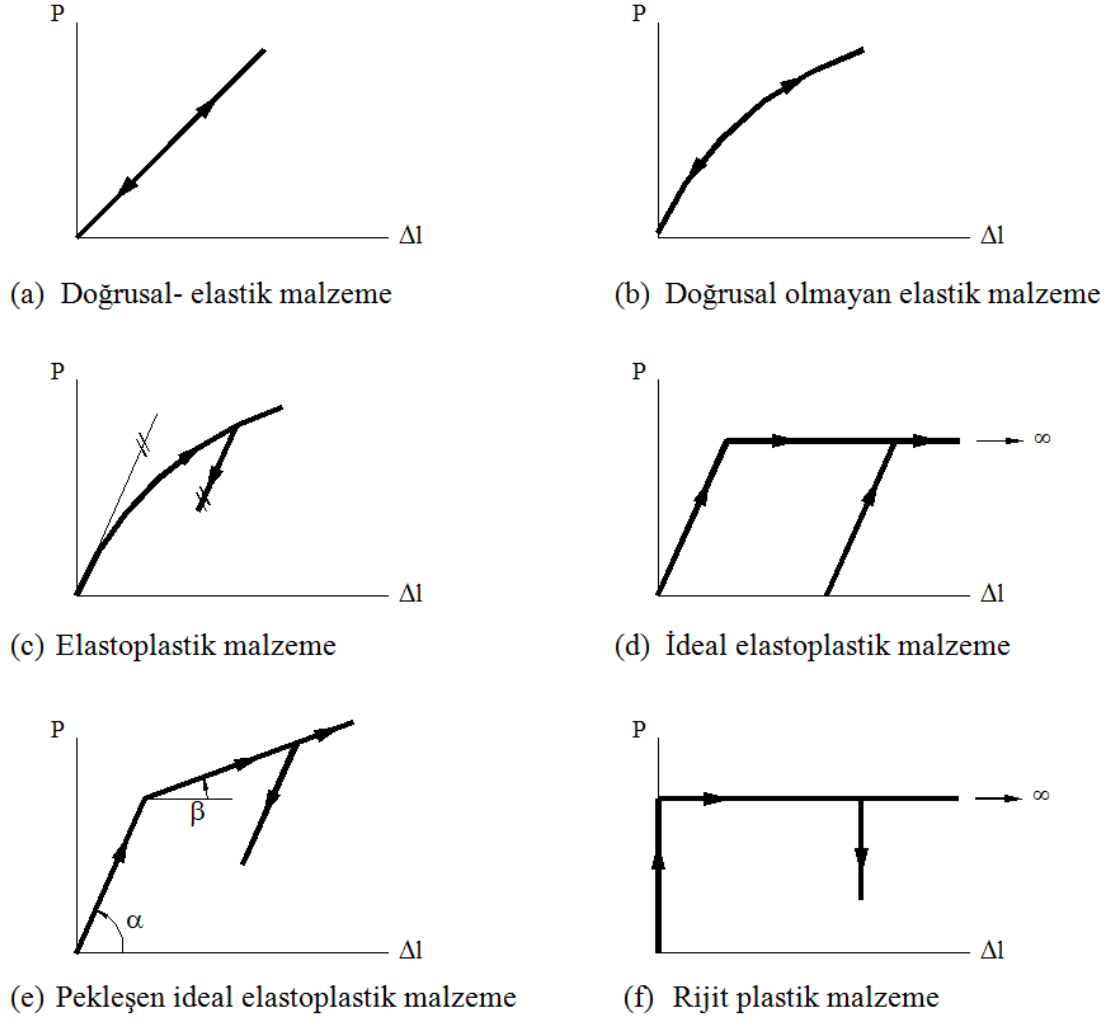 P
Δl
(a) Doğrusal- elastik malzeme
P
Δl
(b) Doğrusal olmayan elastik malzeme
P
Δl
(c) Elastoplastik malzeme
P
∞
Δl
(d) İdeal elastoplastik malzeme
P
β
α
Δl
(e) Pekleşen ideal elastoplastik malzeme
P
∞
Δl
(f) Rijit plastik malzeme